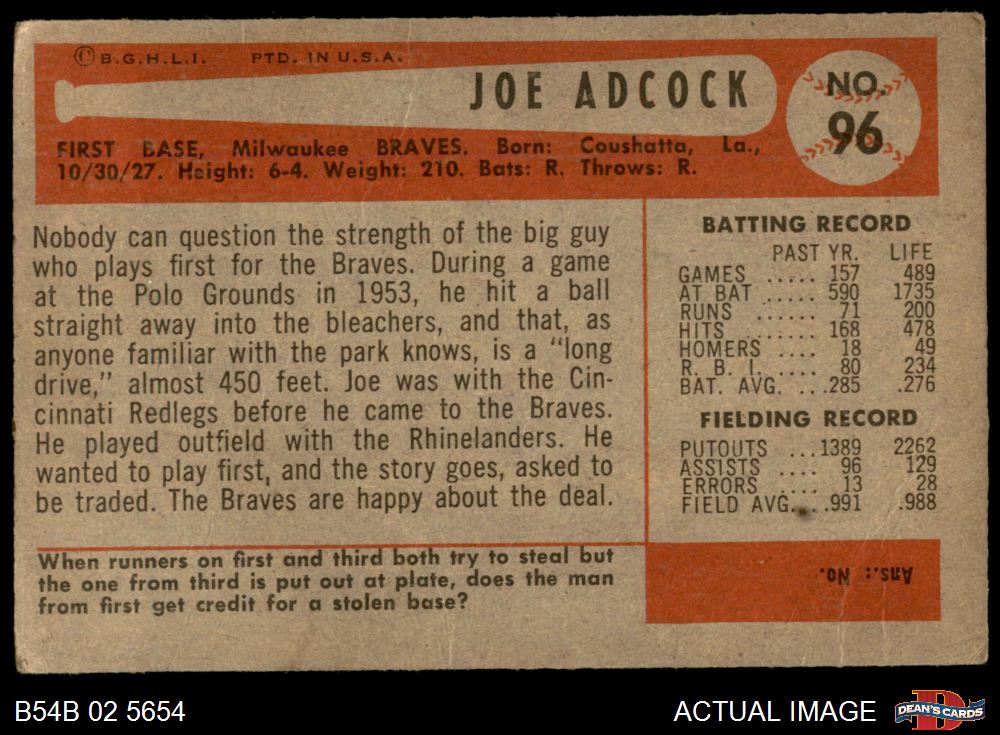 © B.G.H.L.I. PTD. IN U.S.A.
JOE ADCOCK
NO.
96
FIRST BASE, Milwaukee BRAVES. Born: Coushatta, La.,
10/30/27. Height: 6-4. Weight: 210. Bats: R. Throws: R.
Nobody can question the strength of the big guy
who plays first for the Braves. During a game
at the Polo Grounds in 1953, he hit a ball
straight away into the bleachers, and that, as
anyone familiar with the park knows, is a "long
drive," almost 450 feet. Joe was with the Cin-
cinnati Redlegs before he came to the Braves.
He played outfield with the Rhinelanders. He
wanted to play first, and the story goes, asked to
be traded. The Braves are happy about the deal.
BATTING RECORD
PAST YR. LIFE
GAMES ..... 157 489
AT BAT ..... 590 1735
RUNS ...... 71 200
HITS ...... 168 478
HOMERS .... 18 49
R. B. I. .... 80 234
BAT. AVG. ...285 .276
FIELDING RECORD
PUTOUTS ...1389 2262
ASSISTS .... 96 129
ERRORS .... 13 28
FIELD AVG....991 .988
When runners on first and third both try to steal but
the one from third is put out at plate, does the man
from first get credit for a stolen base?
Ans.: No.
B54B 02 5654
ACTUAL IMAGE
DEAN'S CARDS